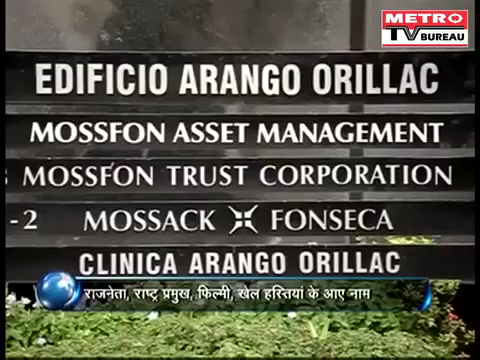 METRO
TV BUREAU
EDIFICIO ARANGO ORILLAC
MOSSFON ASSET MANAGEMENT
MOSSFON TRUST CORPORATION
-2 MOSSACK FONSECA
CLINICA ARANGO ORILLAC
राजनेता, राष्ट्र प्रमुख, फिल्मी, खेल हस्तियां के आए नाम